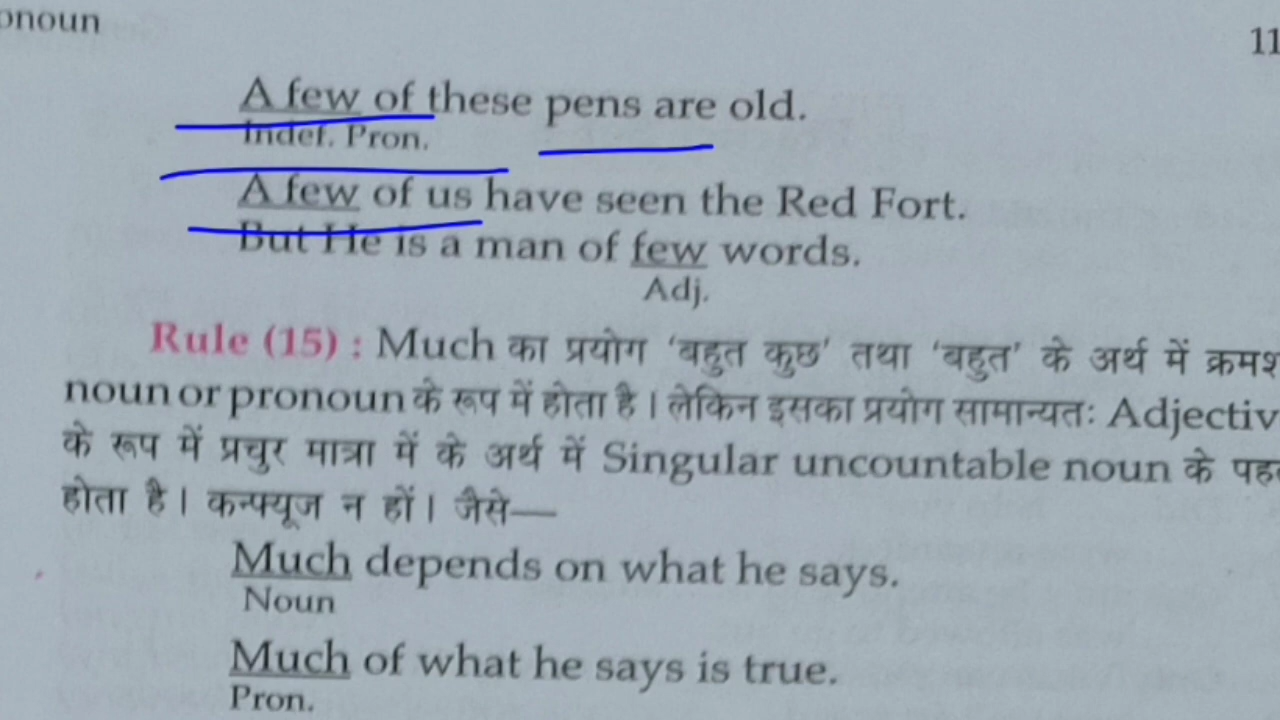 onoun
11
A few of these pens are old.
Indef. Pron.
A few of us have seen the Red Fort.
But He is a man of few words.
Adj.
Rule (15) : Much का प्रयोग ‘बहुत कुछ’ तथा ‘बहुत’ के अर्थ में क्रमश
noun or pronoun के रूप में होता है। लेकिन इसका प्रयोग सामान्यतः Adjectiv
के रूप में प्रचुर मात्रा में के अर्थ में Singular uncountable noun के पह
होता है। कन्फ्यूज न हों। जैसे—
Much depends on what he says.
Noun
Much of what he says is true.
Pron.